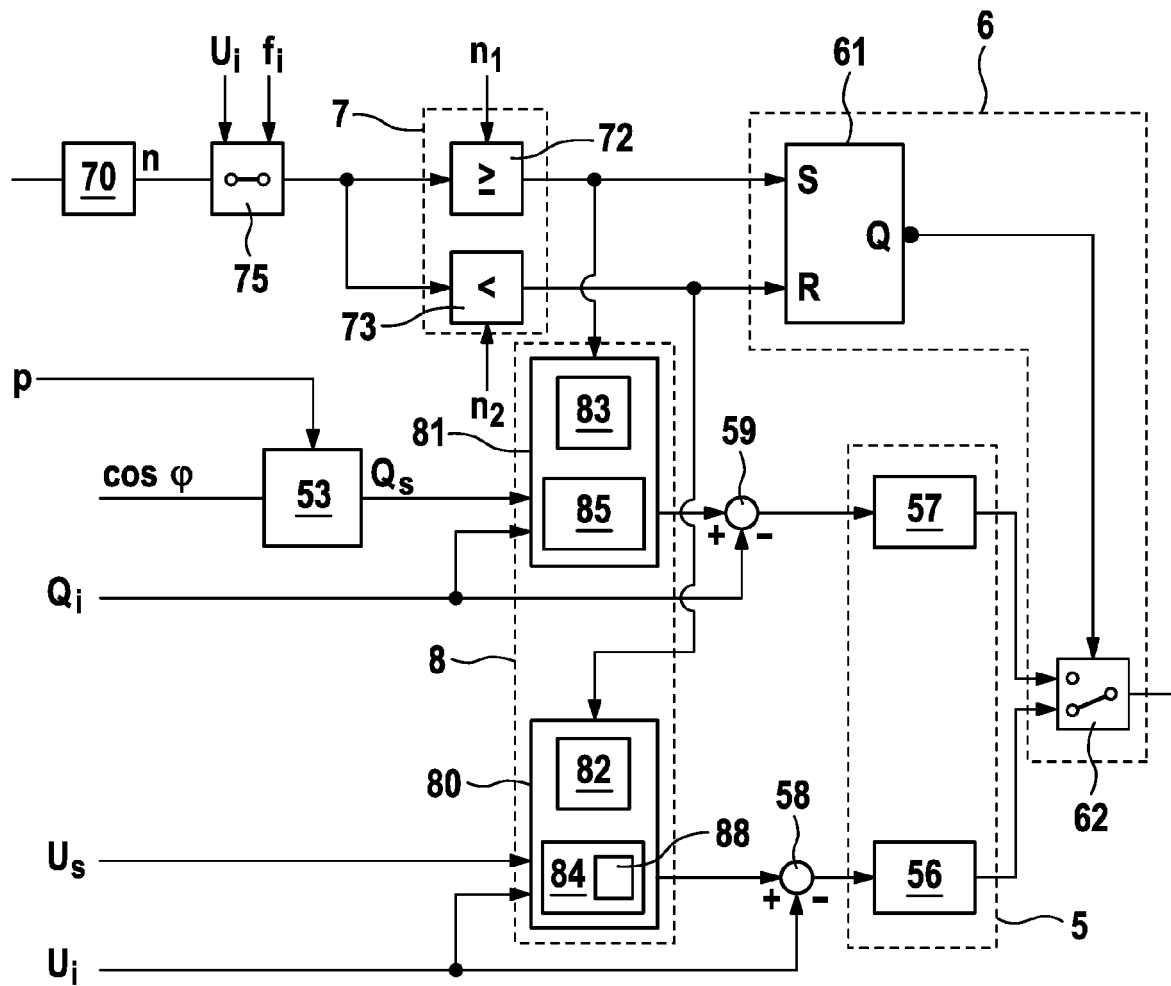 6
U_i f_i n_1 61
7 72
70 n ≥ S
Q
75 < R
73
p n_2 83 59
81
cos φ 53 Q_s 85 57
+ -
Q_i
8
82
80 58 62
88
U_s 84 56
+ -
5
U_i